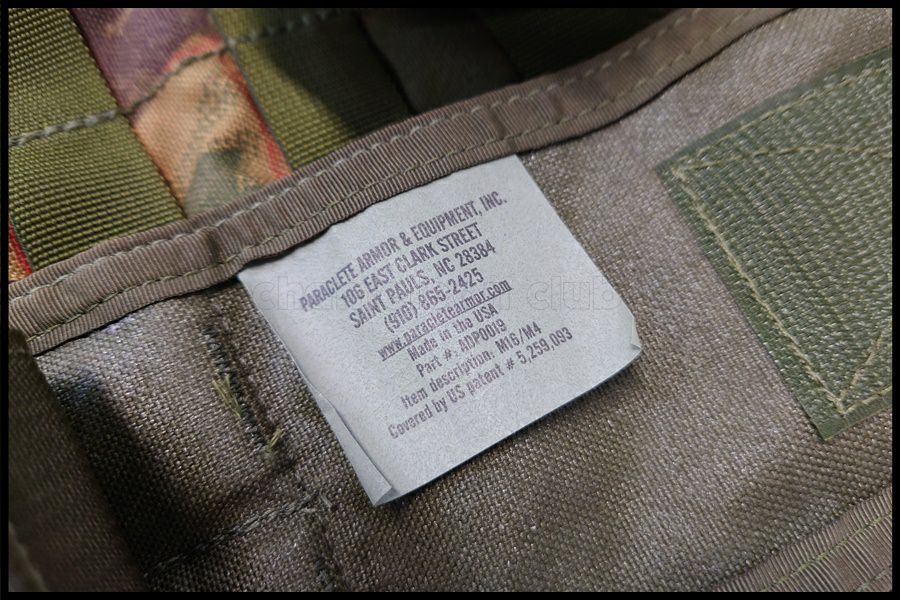 PARACLETE ARMOR & EQUIPMENT, INC.
106 EAST CLARK STREET
SAINT PAULS, NC 28384
(910) 865-2425
www.paracletearmor.com
Made in the USA
Part #: ADP0019
Item description: M16/M4
Covered by US patent # 5,259,093
club